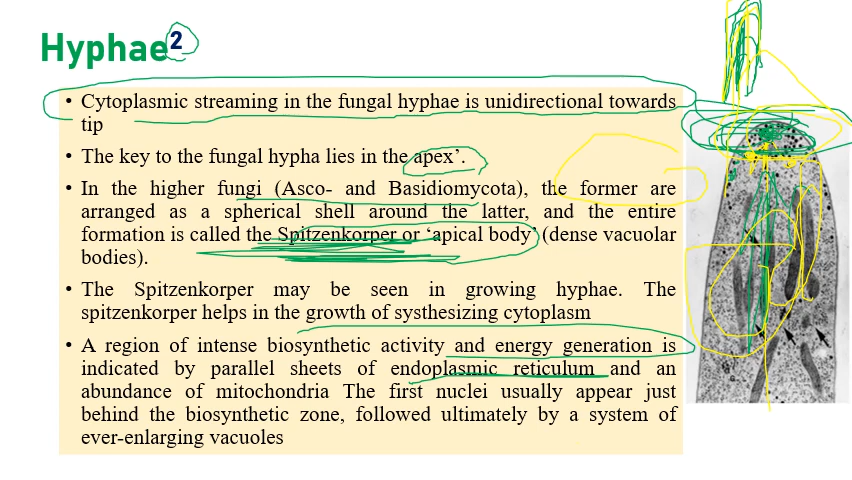 Hyphae²
• Cytoplasmic streaming in the fungal hyphae is unidirectional towards
tip
• The key to the fungal hypha lies in the apex’.
• In the higher fungi (Asco- and Basidiomycota), the former are
arranged as a spherical shell around the latter, and the entire
formation is called the Spitzenkorper or ‘apical body’ (dense vacuolar
bodies).
• The Spitzenkorper may be seen in growing hyphae. The
spitzenkorper helps in the growth of systhesizing cytoplasm
• A region of intense biosynthetic activity and energy generation is
indicated by parallel sheets of endoplasmic reticulum and an
abundance of mitochondria The first nuclei usually appear just
behind the biosynthetic zone, followed ultimately by a system of
ever-enlarging vacuoles